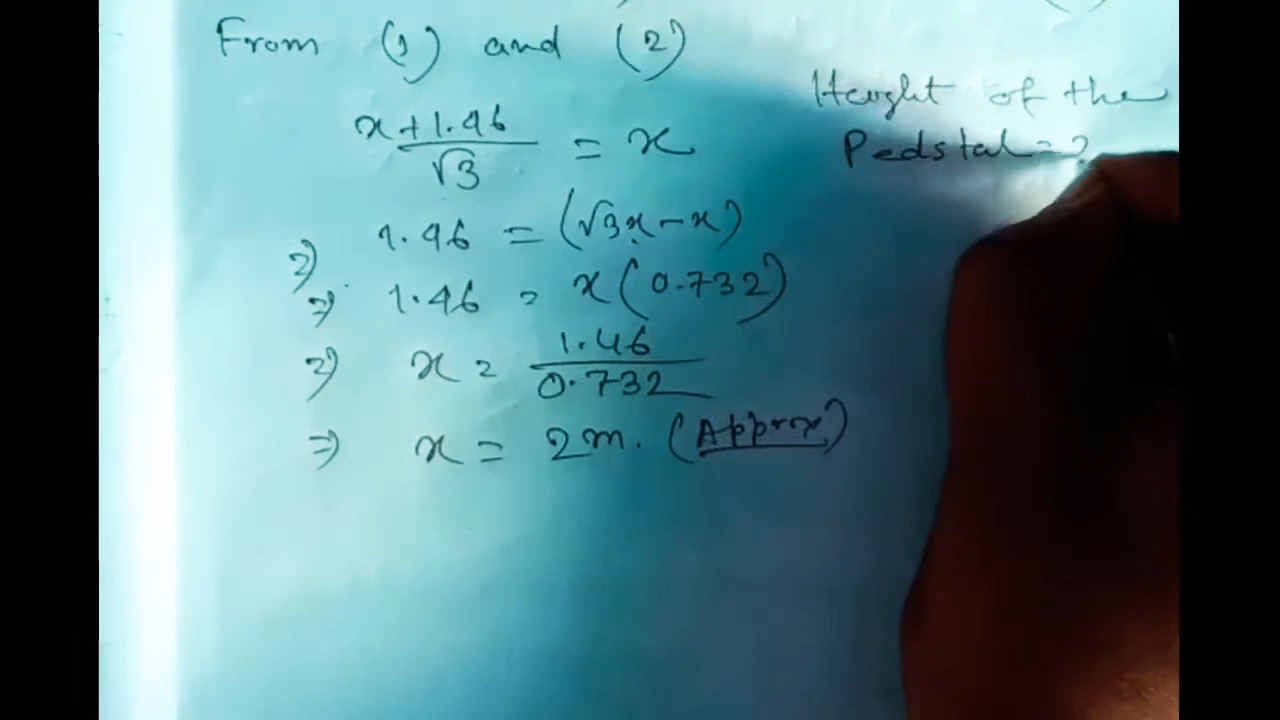 From (1) and (2)
x+1.46/√3 = x
⇒ 1.46 = (√3x-x)
⇒ 1.46 = x(0.732)
⇒ x = 1.46/0.732
⇒ x = 2m. (Approx)
Height of the
Pedstal =